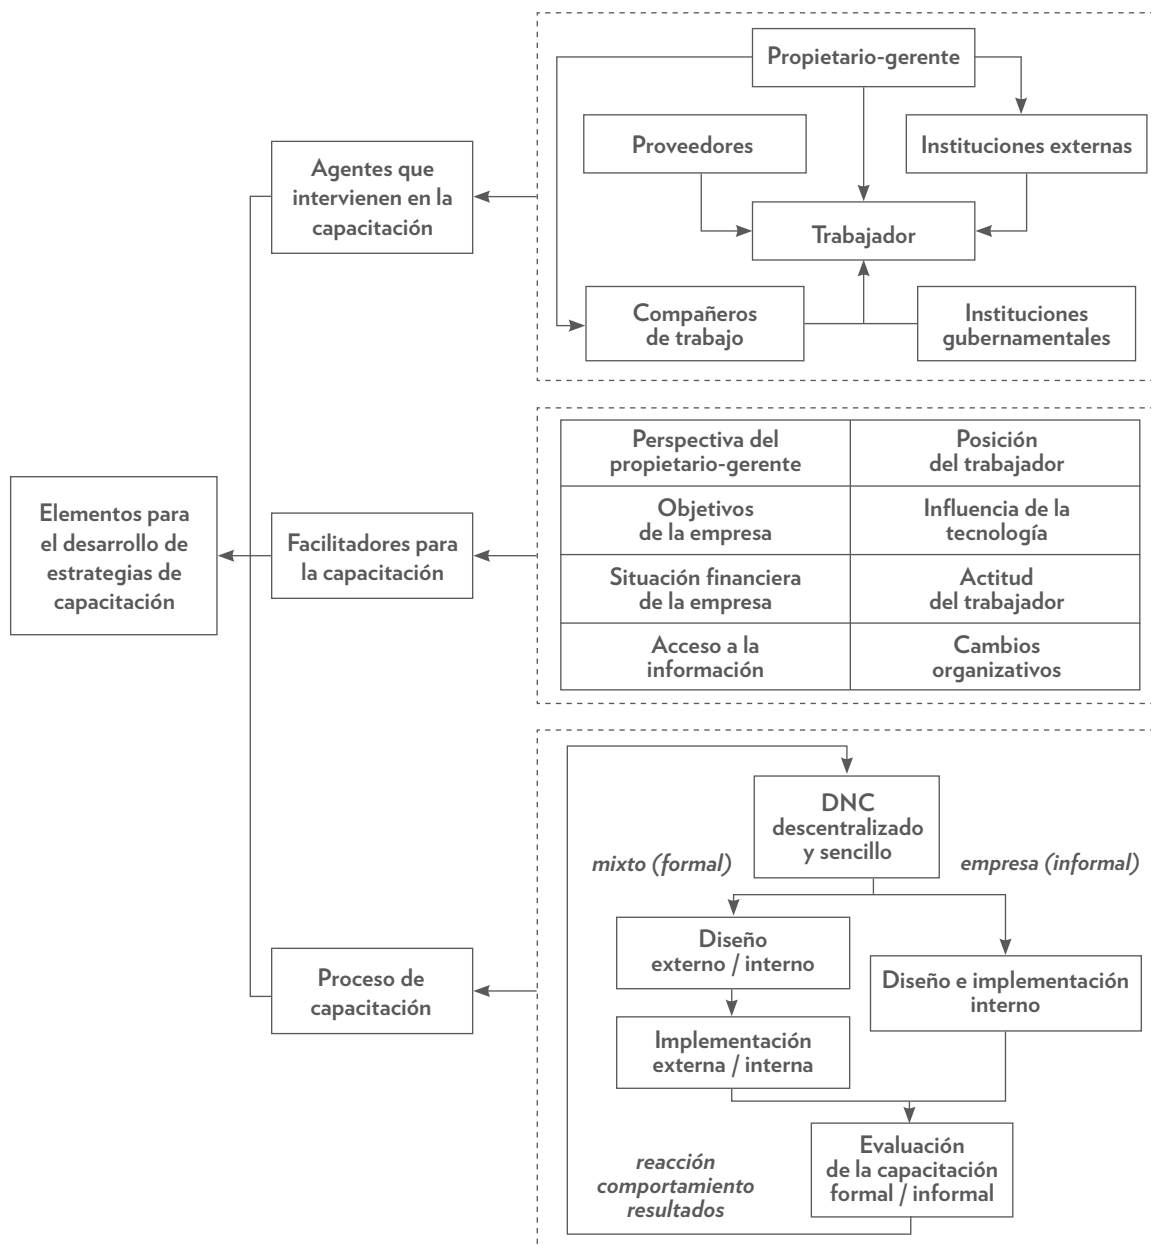 Propietario-gerente
Proveedores
Instituciones externas
Agentes que
intervienen en la
capacitación
Trabajador
Compañeros
de trabajo
Instituciones
gubernamentales
Elementos para
el desarrollo de
estrategias de
capacitación
Facilitadores para
la capacitación
Perspectiva del
propietario-gerente
Posición
del trabajador
Objetivos
de la empresa
Influencia de la
tecnología
Situación financiera
de la empresa
Actitud
del trabajador
Acceso a la
información
Cambios
organizativos
Proceso de
capacitación
DNC
descentralizado
y sencillo
mixto (formal)
empresa (informal)
Diseño
externo / interno
Diseño e implementación
interno
Implementación
externa / interna
Evaluación
de la capacitación
formal / informal
reacción
comportamiento
resultados